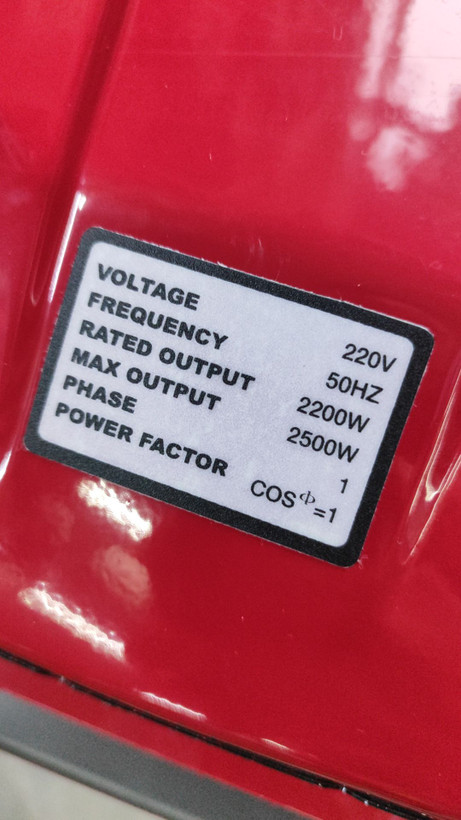 VOLTAGE 220V
FREQUENCY 50HZ
RATED OUTPUT 2200W
MAX OUTPUT 2500W
PHASE 1
POWER FACTOR COSΦ=1